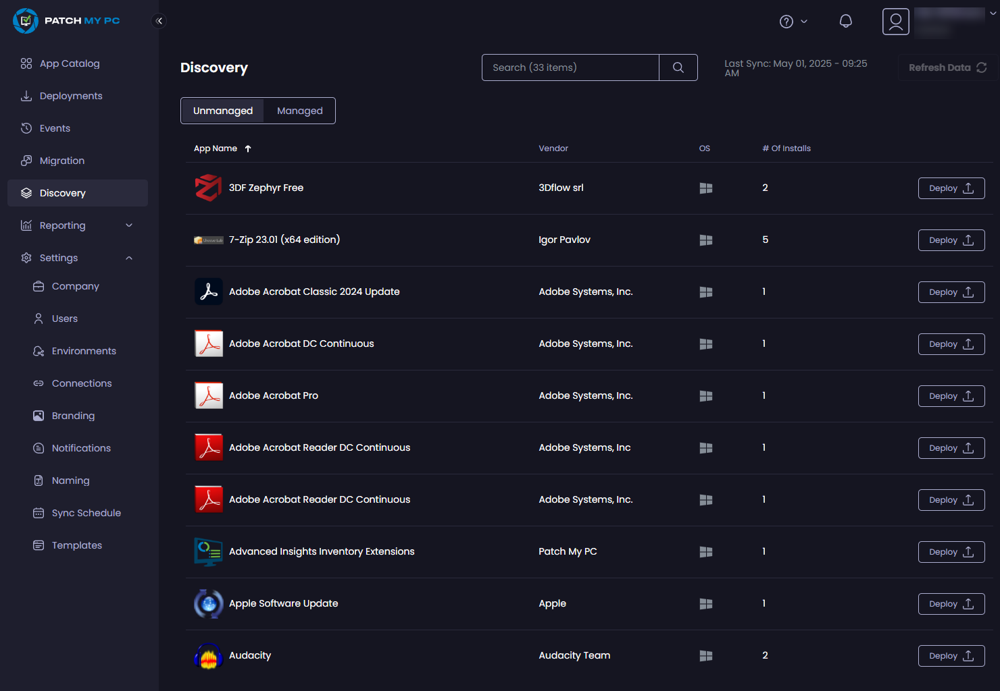 PATCH MY PC
App Catalog
Deployments
Events
Migration
Discovery
Reporting
Settings
Company
Users
Environments
Connections
Branding
Notifications
Naming
Sync Schedule
Templates
Discovery
Search (33 items)
Last Sync: May 01, 2025 - 09:25
AM
Refresh Data
Unmanaged Managed
App Name Vendor OS # Of Installs
3DF Zephyr Free 3Dflow srl 2 Deploy
7-Zip 23.01 (x64 edition) Igor Pavlov 5 Deploy
Adobe Acrobat Classic 2024 Update Adobe Systems, Inc. 1 Deploy
Adobe Acrobat DC Continuous Adobe Systems, Inc. 1 Deploy
Adobe Acrobat Pro Adobe Systems, Inc. 1 Deploy
Adobe Acrobat Reader DC Continuous Adobe Systems, Inc 1 Deploy
Adobe Acrobat Reader DC Continuous Adobe Systems, Inc. 1 Deploy
Advanced Insights Inventory Extensions Patch My PC 1 Deploy
Apple Software Update Apple 1 Deploy
Audacity Audacity Team 2 Deploy